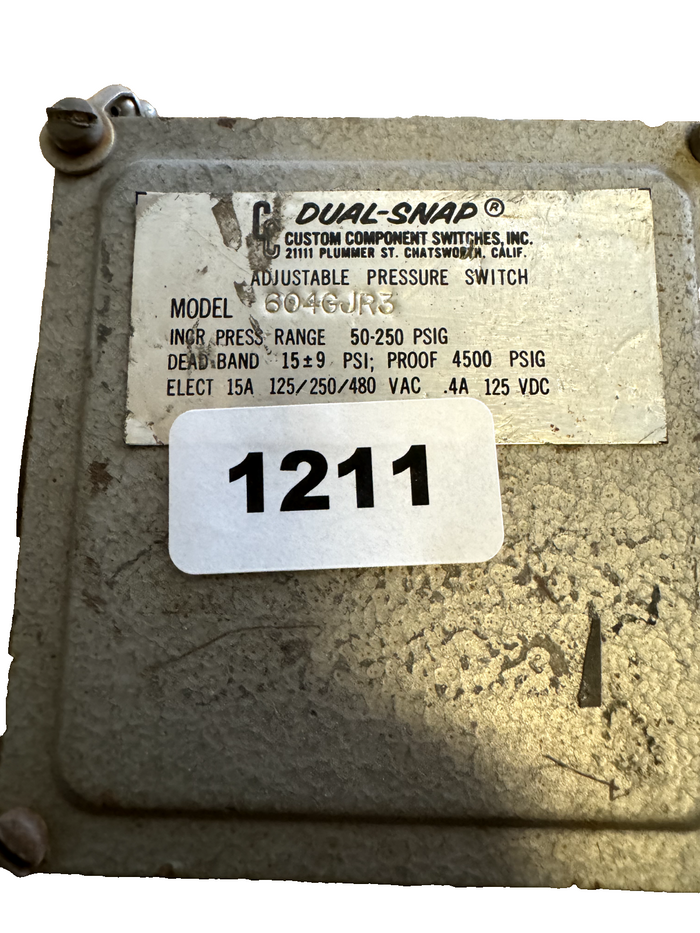 CC DUAL-SNAP®
CUSTOM COMPONENT SWITCHES, INC.
21111 PLUMMER ST. CHATSWORTH, CALIF.
ADJUSTABLE PRESSURE SWITCH
MODEL 604GJR3
INCR PRESS RANGE 50-250 PSIG
DEAD BAND 15±9 PSI; PROOF 4500 PSIG
ELECT 15A 125/250/480 VAC .4A 125 VDC
1211